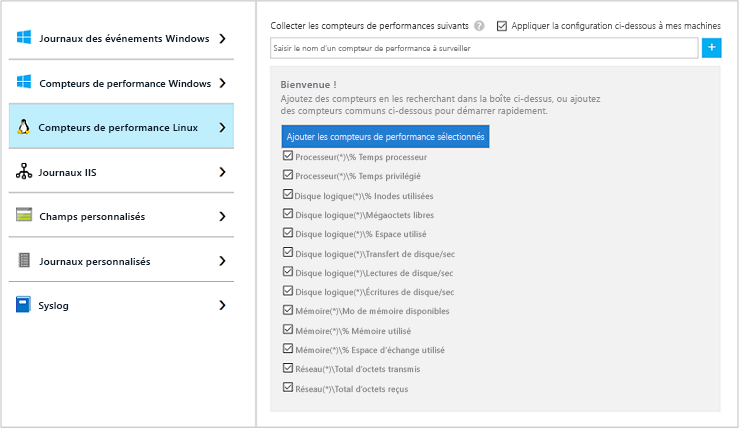 Journaux des événements Windows
Compteurs de performance Windows
Compteurs de performance Linux
Journaux IIS
Champs personnalisés
Journaux personnalisés
Syslog
Collecter les compteurs de performances suivants ?
Appliquer la configuration ci-dessous à mes machines
Saisir le nom d'un compteur de performance à surveiller
+
Bienvenue !
Ajoutez des compteurs en les recherchant dans la boîte ci-dessus, ou ajoutez
des compteurs communs ci-dessous pour démarrer rapidement.
Ajouter les compteurs de performance sélectionnés
Processeur(*)\% Temps processeur
Processeur(*)\% Temps privilégié
Disque logique(*)\% Inodes utilisées
Disque logique(*)\Mégaoctets libres
Disque logique(*)\% Espace utilisé
Disque logique(*)\Transfert de disque/sec
Disque logique(*)\Lectures de disque/sec
Disque logique(*)\Écritures de disque/sec
Mémoire(*)\Mo de mémoire disponibles
Mémoire(*)\% Mémoire utilisé
Mémoire(*)\% Espace d'échange utilisé
Réseau(*)\Total d'octets transmis
Réseau(*)\Total d'octets reçus